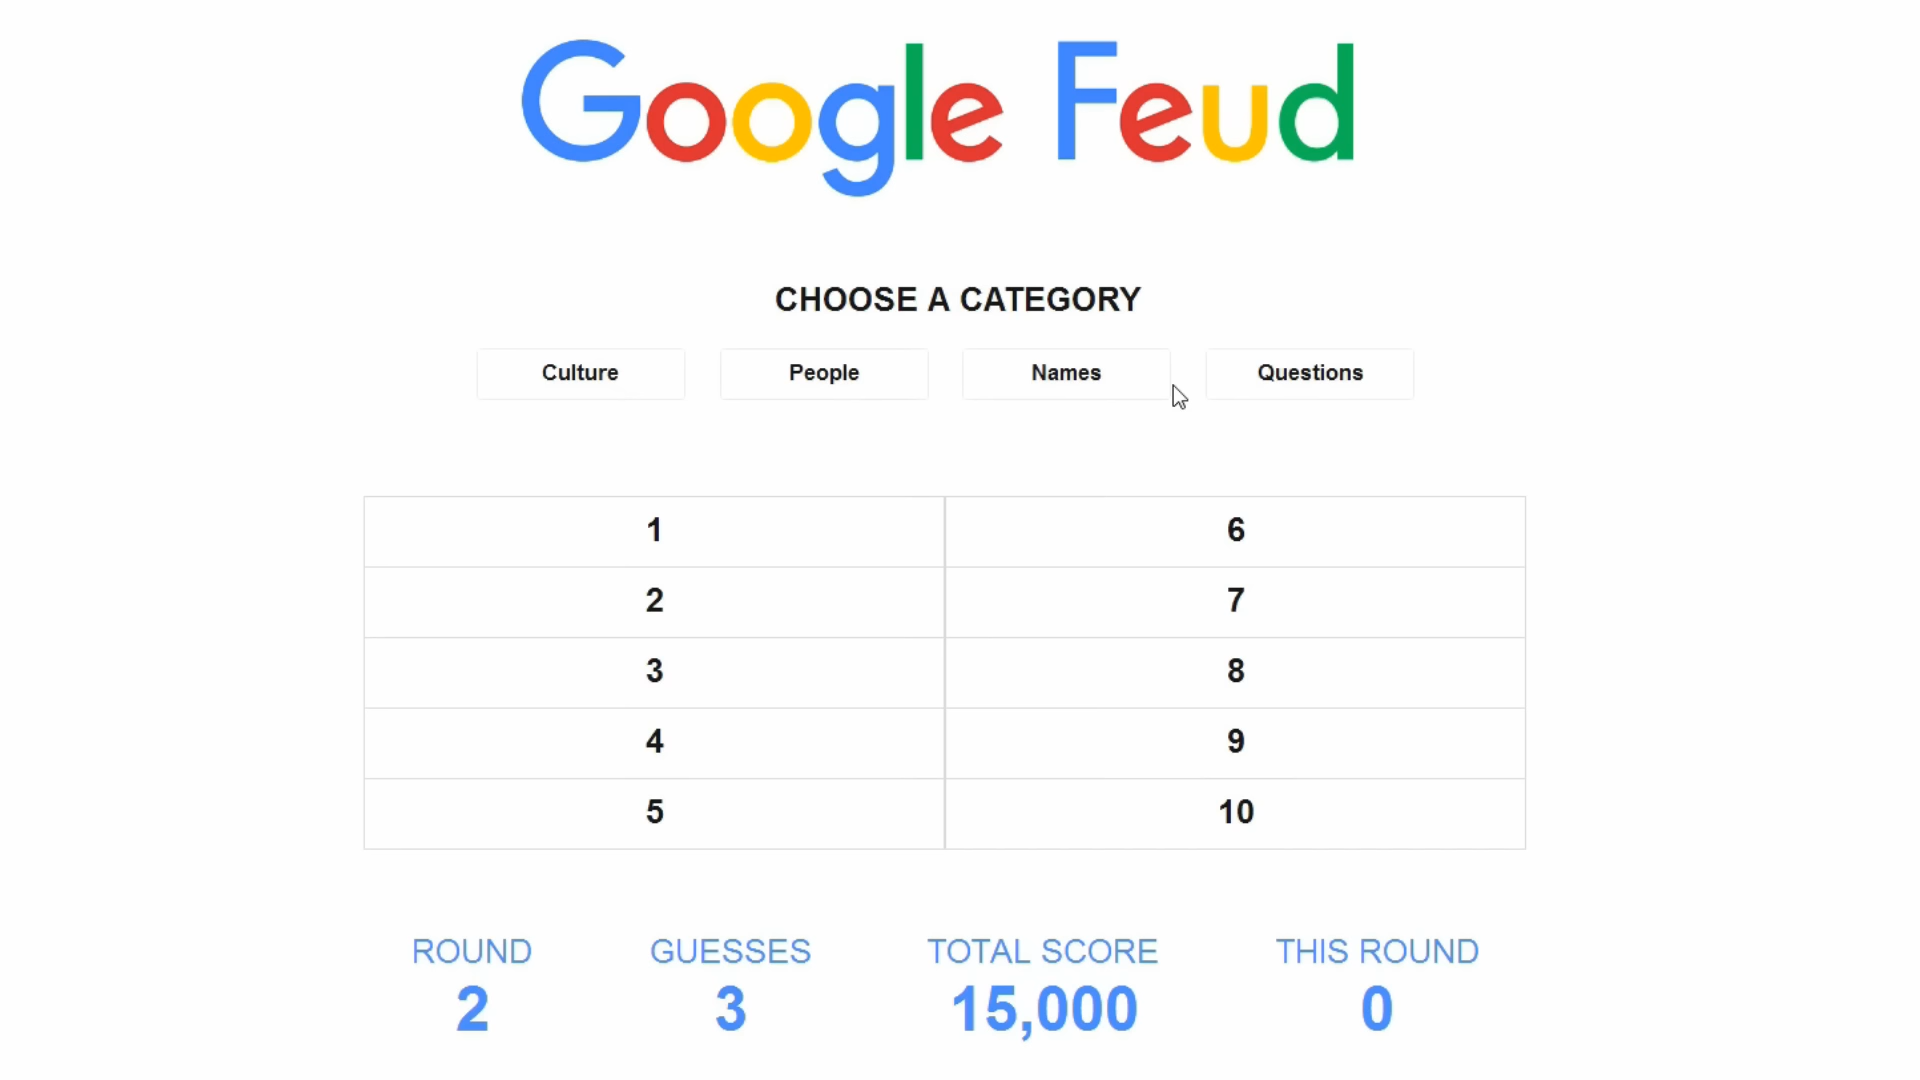 Google Feud
CHOOSE A CATEGORY
Culture People Names Questions
1 6
2 7
3 8
4 9
5 10
ROUND GUESSES TOTAL SCORE THIS ROUND
2 3 15,000 0